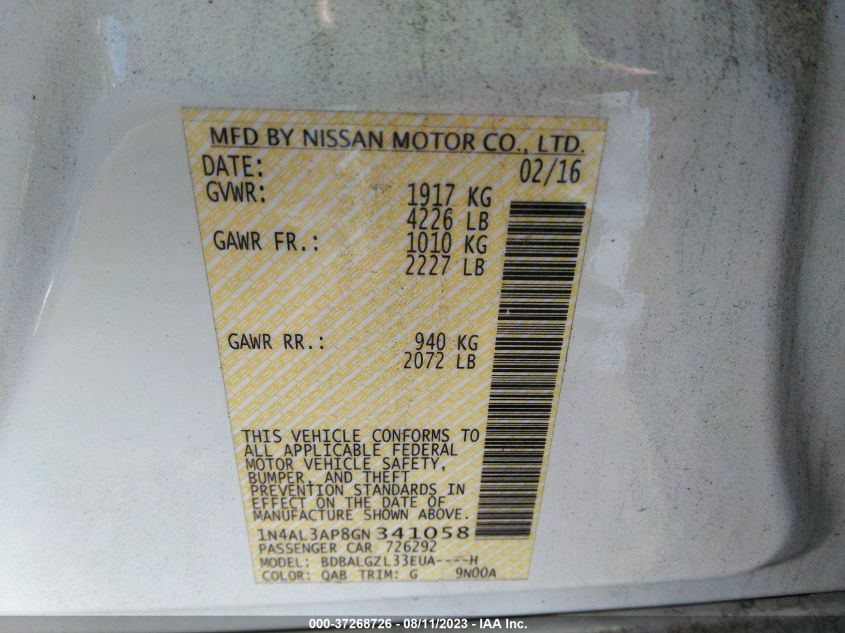 MFD BY NISSAN MOTOR CO., LTD.
DATE: 02/16
GVWR: 1917 KG
4226 LB
GAWR FR.: 1010 KG
2227 LB
GAWR RR.: 940 KG
2072 LB
THIS VEHICLE CONFORMS TO
ALL APPLICABLE FEDERAL
MOTOR VEHICLE SAFETY,
BUMPER, AND THEFT
PREVENTION STANDARDS IN
EFFECT ON THE DATE OF
MANUFACTURE SHOWN ABOVE.
1N4AL3AP8GN341058
PASSENGER CAR 726292
MODEL: BDBALGZL33EUA----H
COLOR: QAB TRIM: G 9N00A
000-37268726 - 08/11/2023 - IAA Inc.